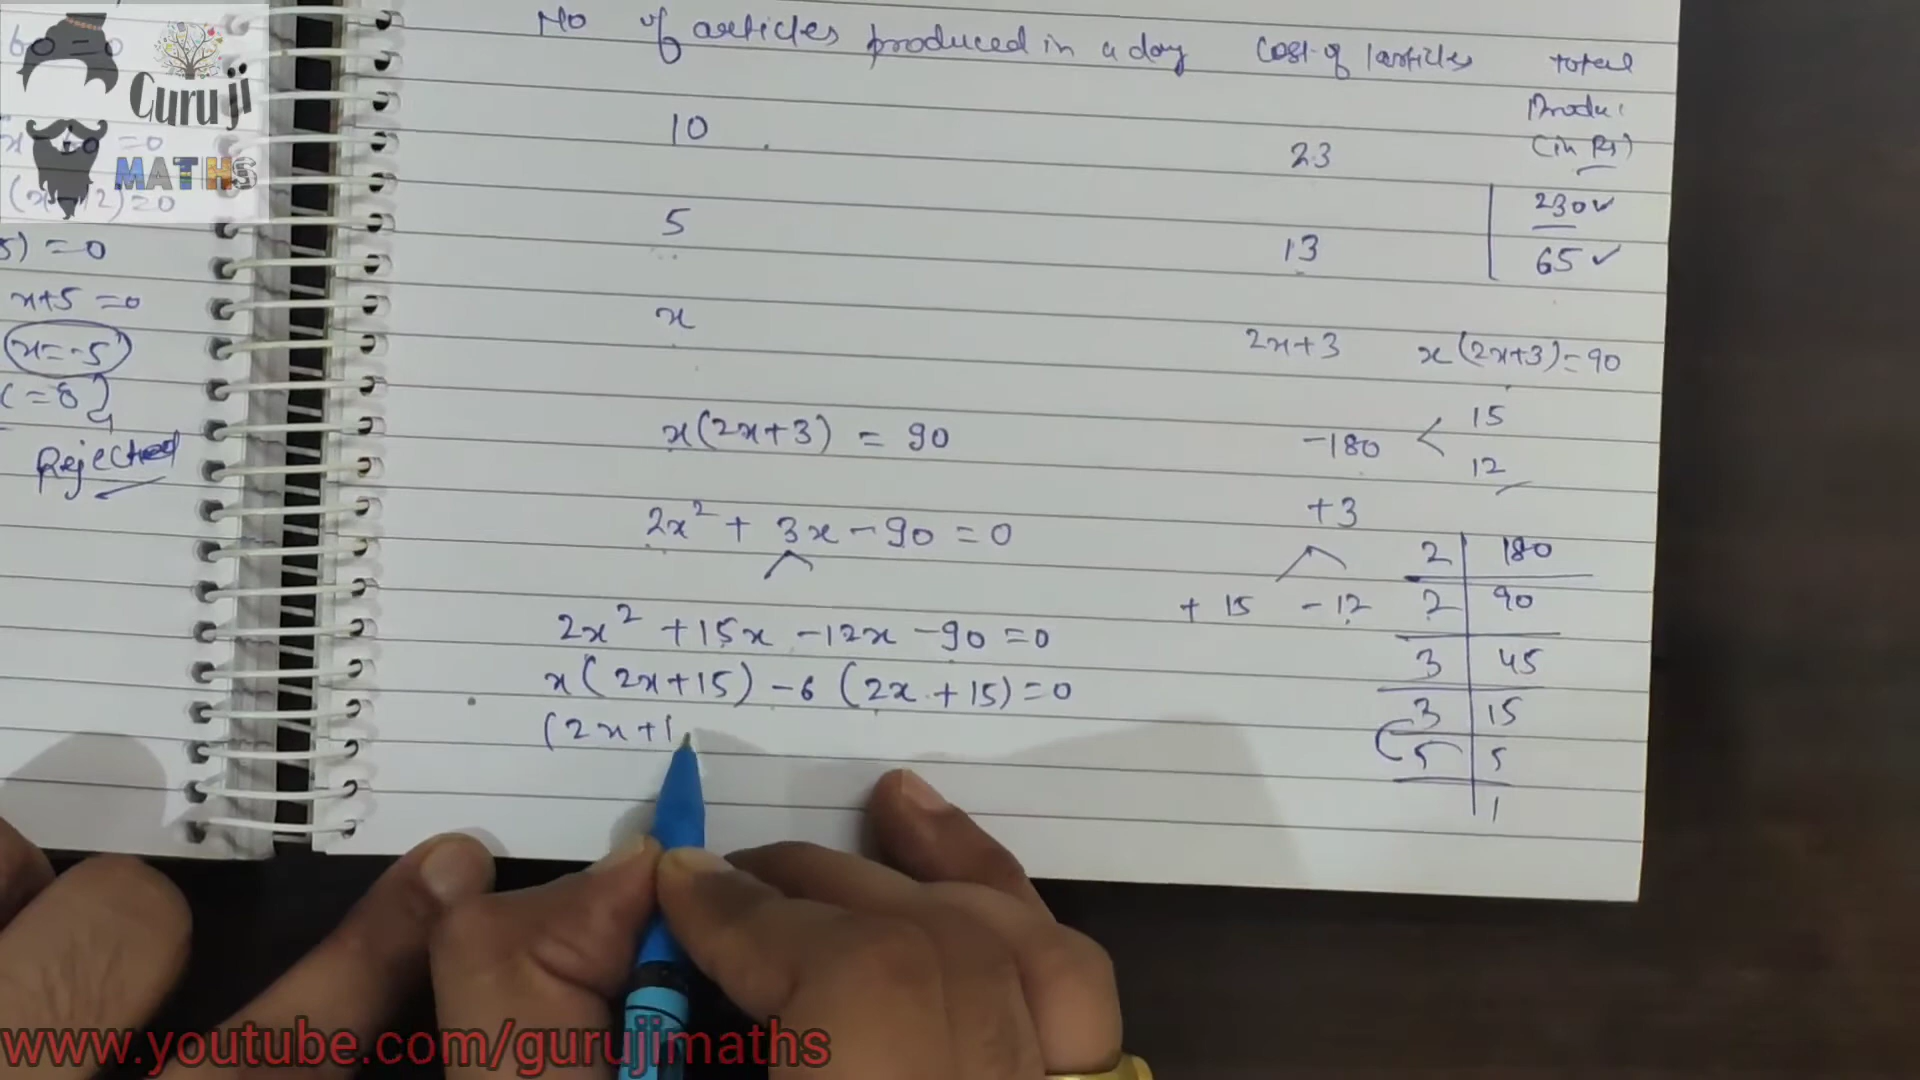 60 = 0
Guruji
MATHS
x+5 = 0
x = -5
Rejected
No of articles produced in a day cost of 1 articles total
Produc
(in Rs)
10 23 230✓
5 13 65✓
x 2x+3 x(2x+3)=90
x(2x+3) = 90
-180 < 15
12
+3
2x² + 3x - 90 = 0
+15 -12
2 | 180
2 | 90
3 | 45
3 | 15
5 | 5
1
2x² + 15x - 12x - 90 = 0
x(2x+15) - 6(2x+15) = 0
(2x+1
www.youtube.com/gurujimaths